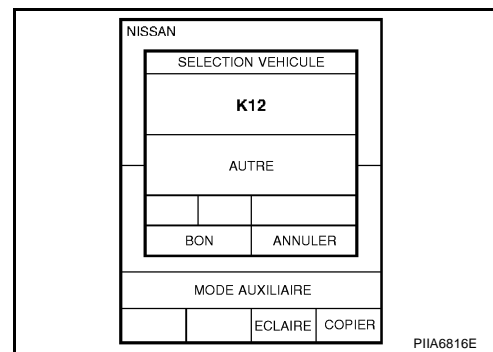 NISSAN
SELECTION VEHICULE
K12
AUTRE
BON ANNULER
MODE AUXILIAIRE
ECLAIRE COPIER
PIIA6816E